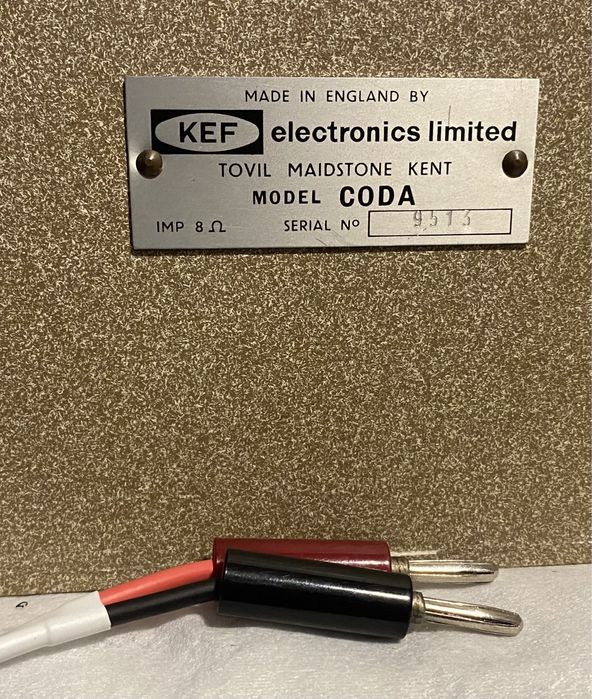 MADE IN ENGLAND BY
KEF electronics limited
TOVIL MAIDSTONE KENT
MODEL CODA
IMP 8 Ω SERIAL Nº 9513